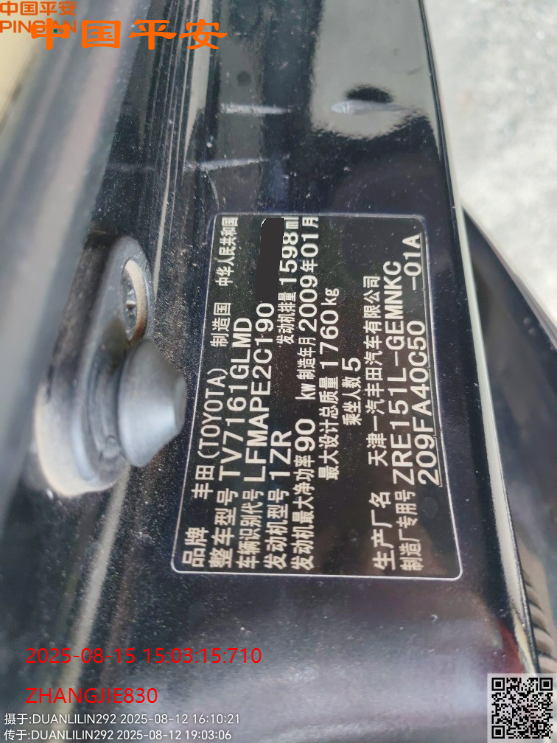 中国平安
PINGAN
中国平安
品牌 丰田(TOYOTA) 制造国 中华人民共和国
整车型号 TV7161GLMD
车辆识别代号 LFMAPE2C190
发动机型号 1ZR 发动机排量 1598 ml
发动机最大净功率 90 kw 制造年月 2009年01月
最大设计总质量 1760 kg
乘坐人数 5
生产厂名 天津一汽丰田汽车有限公司
制造厂专用号 ZRE151L-GEMNKC
209FA40C50 -01A
2025-08-15 15:03:15:710
ZHANGJIE830
摄于:DUANLILIN292 2025-08-12 16:10:21
传于:DUANLILIN292 2025-08-12 19:03:06